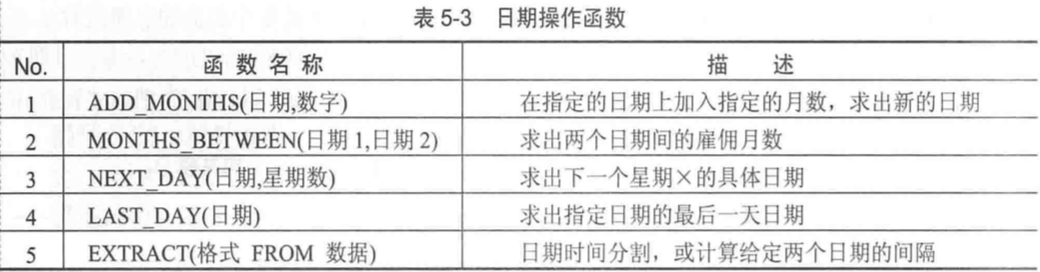 表 5-3 日期操作函数
No. 函数名称 描述
1 ADD_MONTHS(日期,数字) 在指定的日期上加入指定的月数，求出新的日期
2 MONTHS_BETWEEN(日期 1,日期 2) 求出两个日期间的雇佣月数
3 NEXT_DAY(日期,星期数) 求出下一个星期×的具体日期
4 LAST_DAY(日期) 求出指定日期的最后一天日期
5 EXTRACT(格式 FROM 数据) 日期时间分割，或计算给定两个日期的间隔